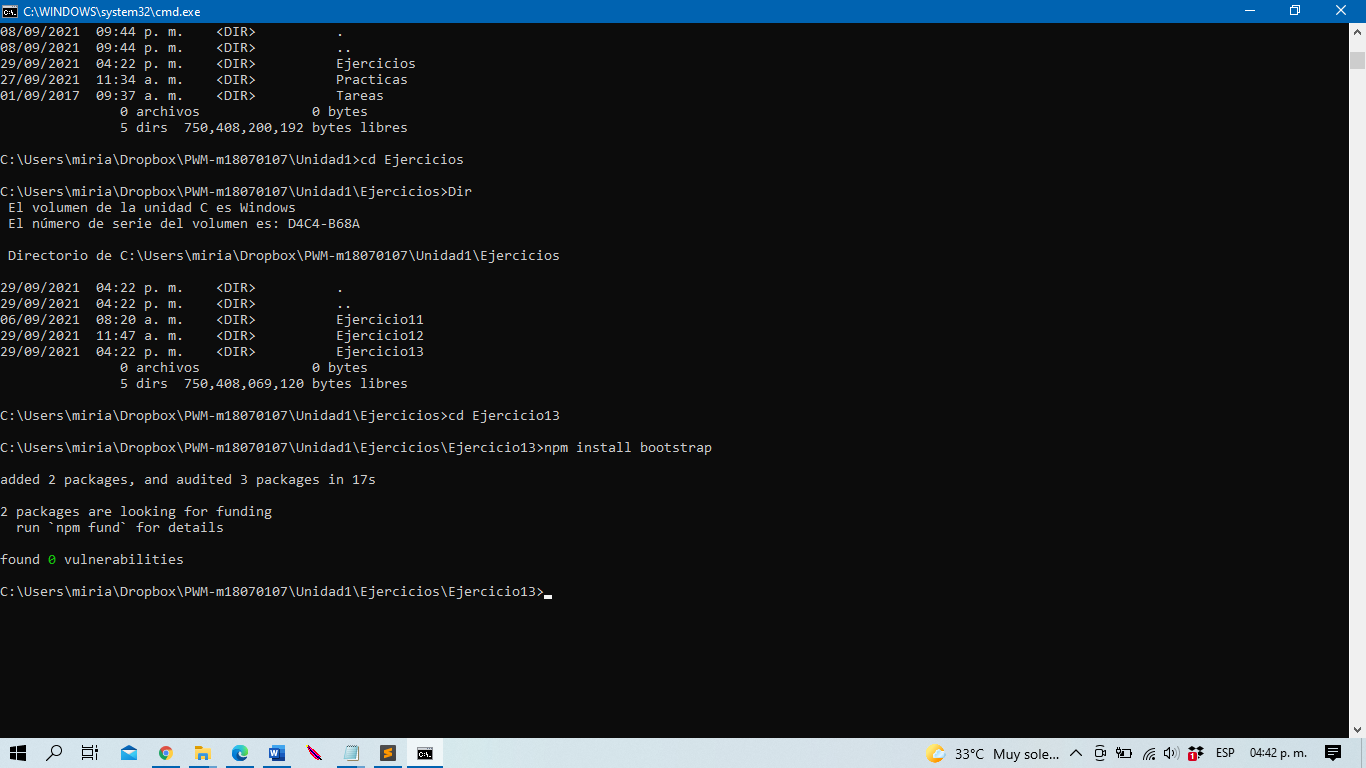 C:\WINDOWS\system32\cmd.exe
08/09/2021  09:44 p. m.    <DIR>          .
08/09/2021  09:44 p. m.    <DIR>          ..
29/09/2021  04:22 p. m.    <DIR>          Ejercicios
27/09/2021  11:34 a. m.    <DIR>          Practicas
01/09/2017  09:37 a. m.    <DIR>          Tareas
               0 archivos              0 bytes
               5 dirs  750,408,200,192 bytes libres
C:\Users\miria\Dropbox\PWM-m18070107\Unidad1>cd Ejercicios
C:\Users\miria\Dropbox\PWM-m18070107\Unidad1\Ejercicios>Dir
 El volumen de la unidad C es Windows
 El número de serie del volumen es: D4C4-B68A
 Directorio de C:\Users\miria\Dropbox\PWM-m18070107\Unidad1\Ejercicios
29/09/2021  04:22 p. m.    <DIR>          .
29/09/2021  04:22 p. m.    <DIR>          ..
06/09/2021  08:20 a. m.    <DIR>          Ejercicio11
29/09/2021  11:47 a. m.    <DIR>          Ejercicio12
29/09/2021  04:22 p. m.    <DIR>          Ejercicio13
               0 archivos              0 bytes
               5 dirs  750,408,069,120 bytes libres
C:\Users\miria\Dropbox\PWM-m18070107\Unidad1\Ejercicios>cd Ejercicio13
C:\Users\miria\Dropbox\PWM-m18070107\Unidad1\Ejercicios\Ejercicio13>npm install bootstrap
added 2 packages, and audited 3 packages in 17s
2 packages are looking for funding
  run `npm fund` for details
found 0 vulnerabilities
C:\Users\miria\Dropbox\PWM-m18070107\Unidad1\Ejercicios\Ejercicio13>
33°C Muy sole... ESP 04:42 p. m.